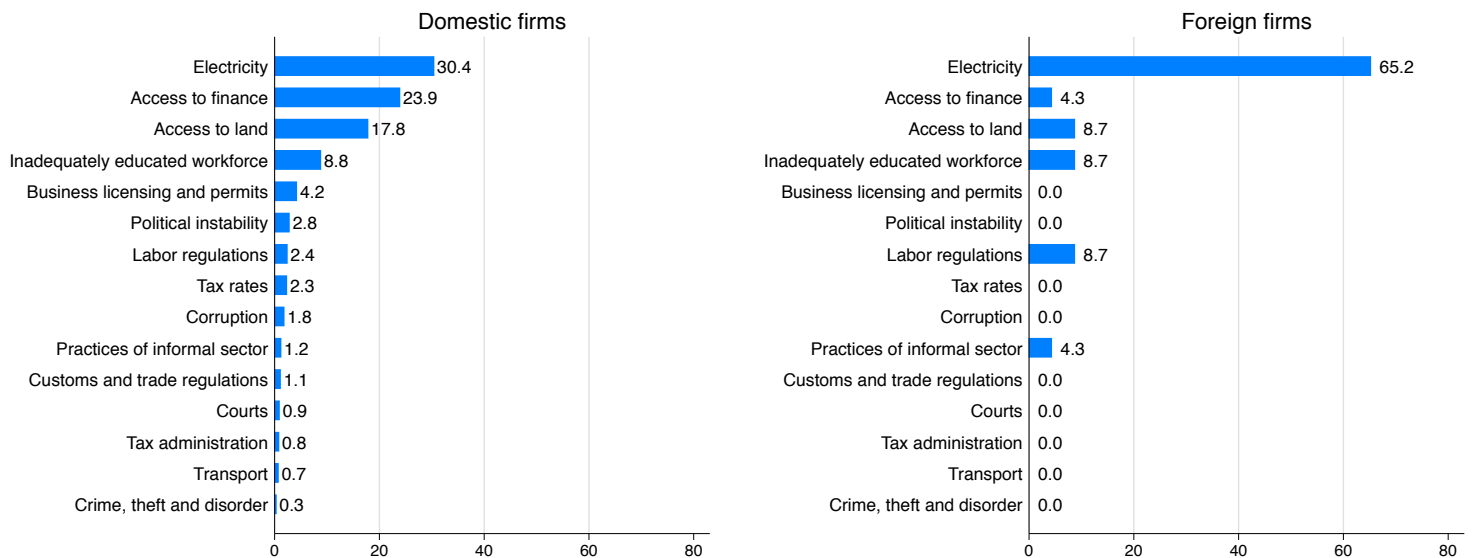 Domestic firms
Electricity 30.4
Access to finance 23.9
Access to land 17.8
Inadequately educated workforce 8.8
Business licensing and permits 4.2
Political instability 2.8
Labor regulations 2.4
Tax rates 2.3
Corruption 1.8
Practices of informal sector 1.2
Customs and trade regulations 1.1
Courts 0.9
Tax administration 0.8
Transport 0.7
Crime, theft and disorder 0.3
0 20 40 60 80
Foreign firms
Electricity 65.2
Access to finance 4.3
Access to land 8.7
Inadequately educated workforce 8.7
Business licensing and permits 0.0
Political instability 0.0
Labor regulations 8.7
Tax rates 0.0
Corruption 0.0
Practices of informal sector 4.3
Customs and trade regulations 0.0
Courts 0.0
Tax administration 0.0
Transport 0.0
Crime, theft and disorder 0.0
0 20 40 60 80